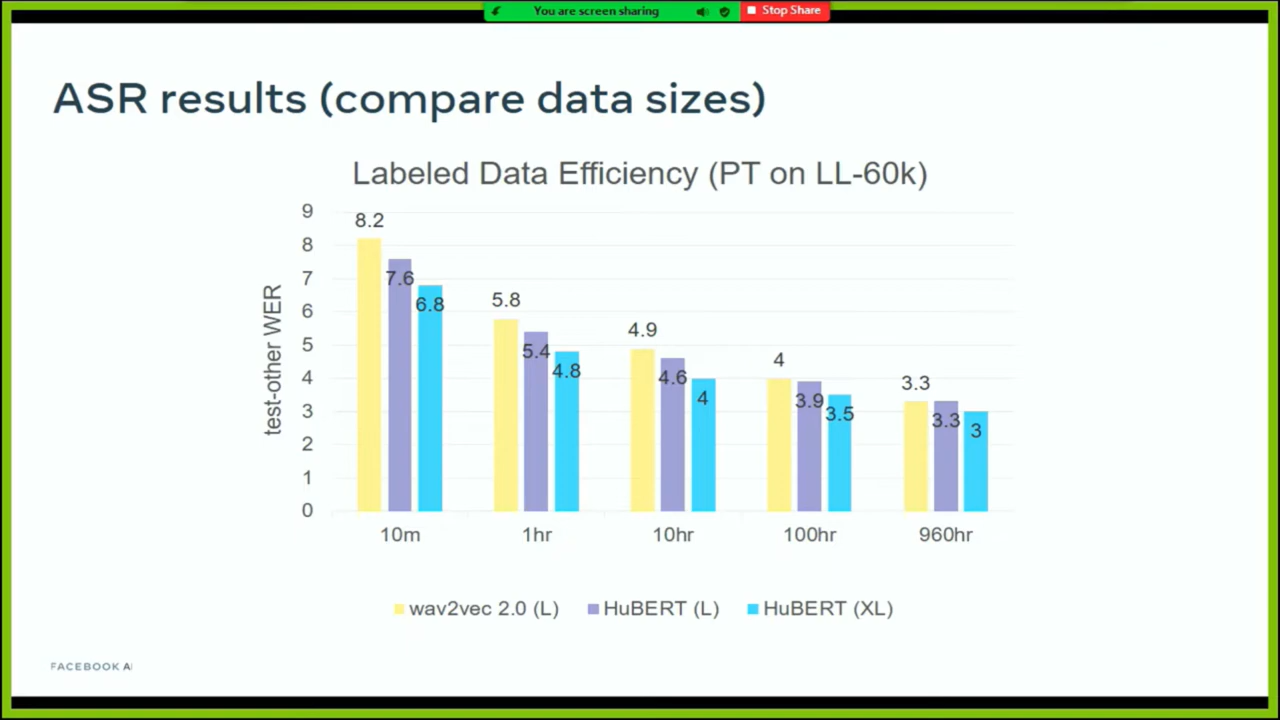 You are screen sharing
Stop Share
ASR results (compare data sizes)
Labeled Data Efficiency (PT on LL-60k)
test-other WER
9
8
7
6
5
4
3
2
1
0
8.2
7.6
6.8
5.8
5.4
4.8
4.9
4.6
4
4
3.9
3.5
3.3
3.3
3
10m
1hr
10hr
100hr
960hr
wav2vec 2.0 (L)
HuBERT (L)
HuBERT (XL)
FACEBOOK AI